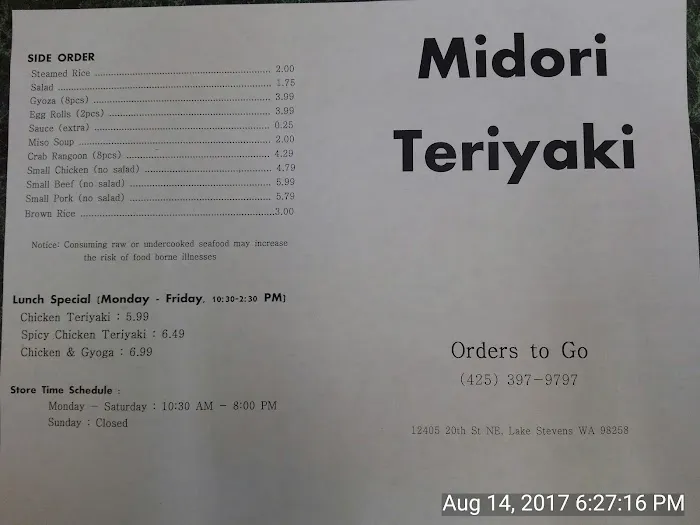 SIDE ORDER
Steamed Rice ........................................................ 2.00
Salad ........................................................ 1.75
Gyoza (8pcs) ........................................................ 3.99
Egg Rolls (2pcs) ........................................................ 3.99
Sauce (extra) ........................................................ 0.25
Miso Soup ........................................................ 2.00
Crab Rangoon (8pcs) ........................................................ 4.29
Small Chicken (no salad) ........................................................ 4.79
Small Beef (no salad) ........................................................ 5.99
Small Pork (no salad) ........................................................ 5.79
Brown Rice ........................................................3.00
Notice: Consuming raw or undercooked seafood may increase
the risk of food borne illnesses
Lunch Special (Monday - Friday, 10:30-2:30 PM)
Chicken Teriyaki : 5.99
Spicy Chicken Teriyaki : 6.49
Chicken & Gyoga : 6.99
Store Time Schedule :
Monday - Saturday : 10:30 AM - 8:00 PM
Sunday : Closed
Midori
Teriyaki
Orders to Go
(425) 397-9797
12405 20th St NE, Lake Stevens WA 98258
Aug 14, 2017 6:27:16 PM